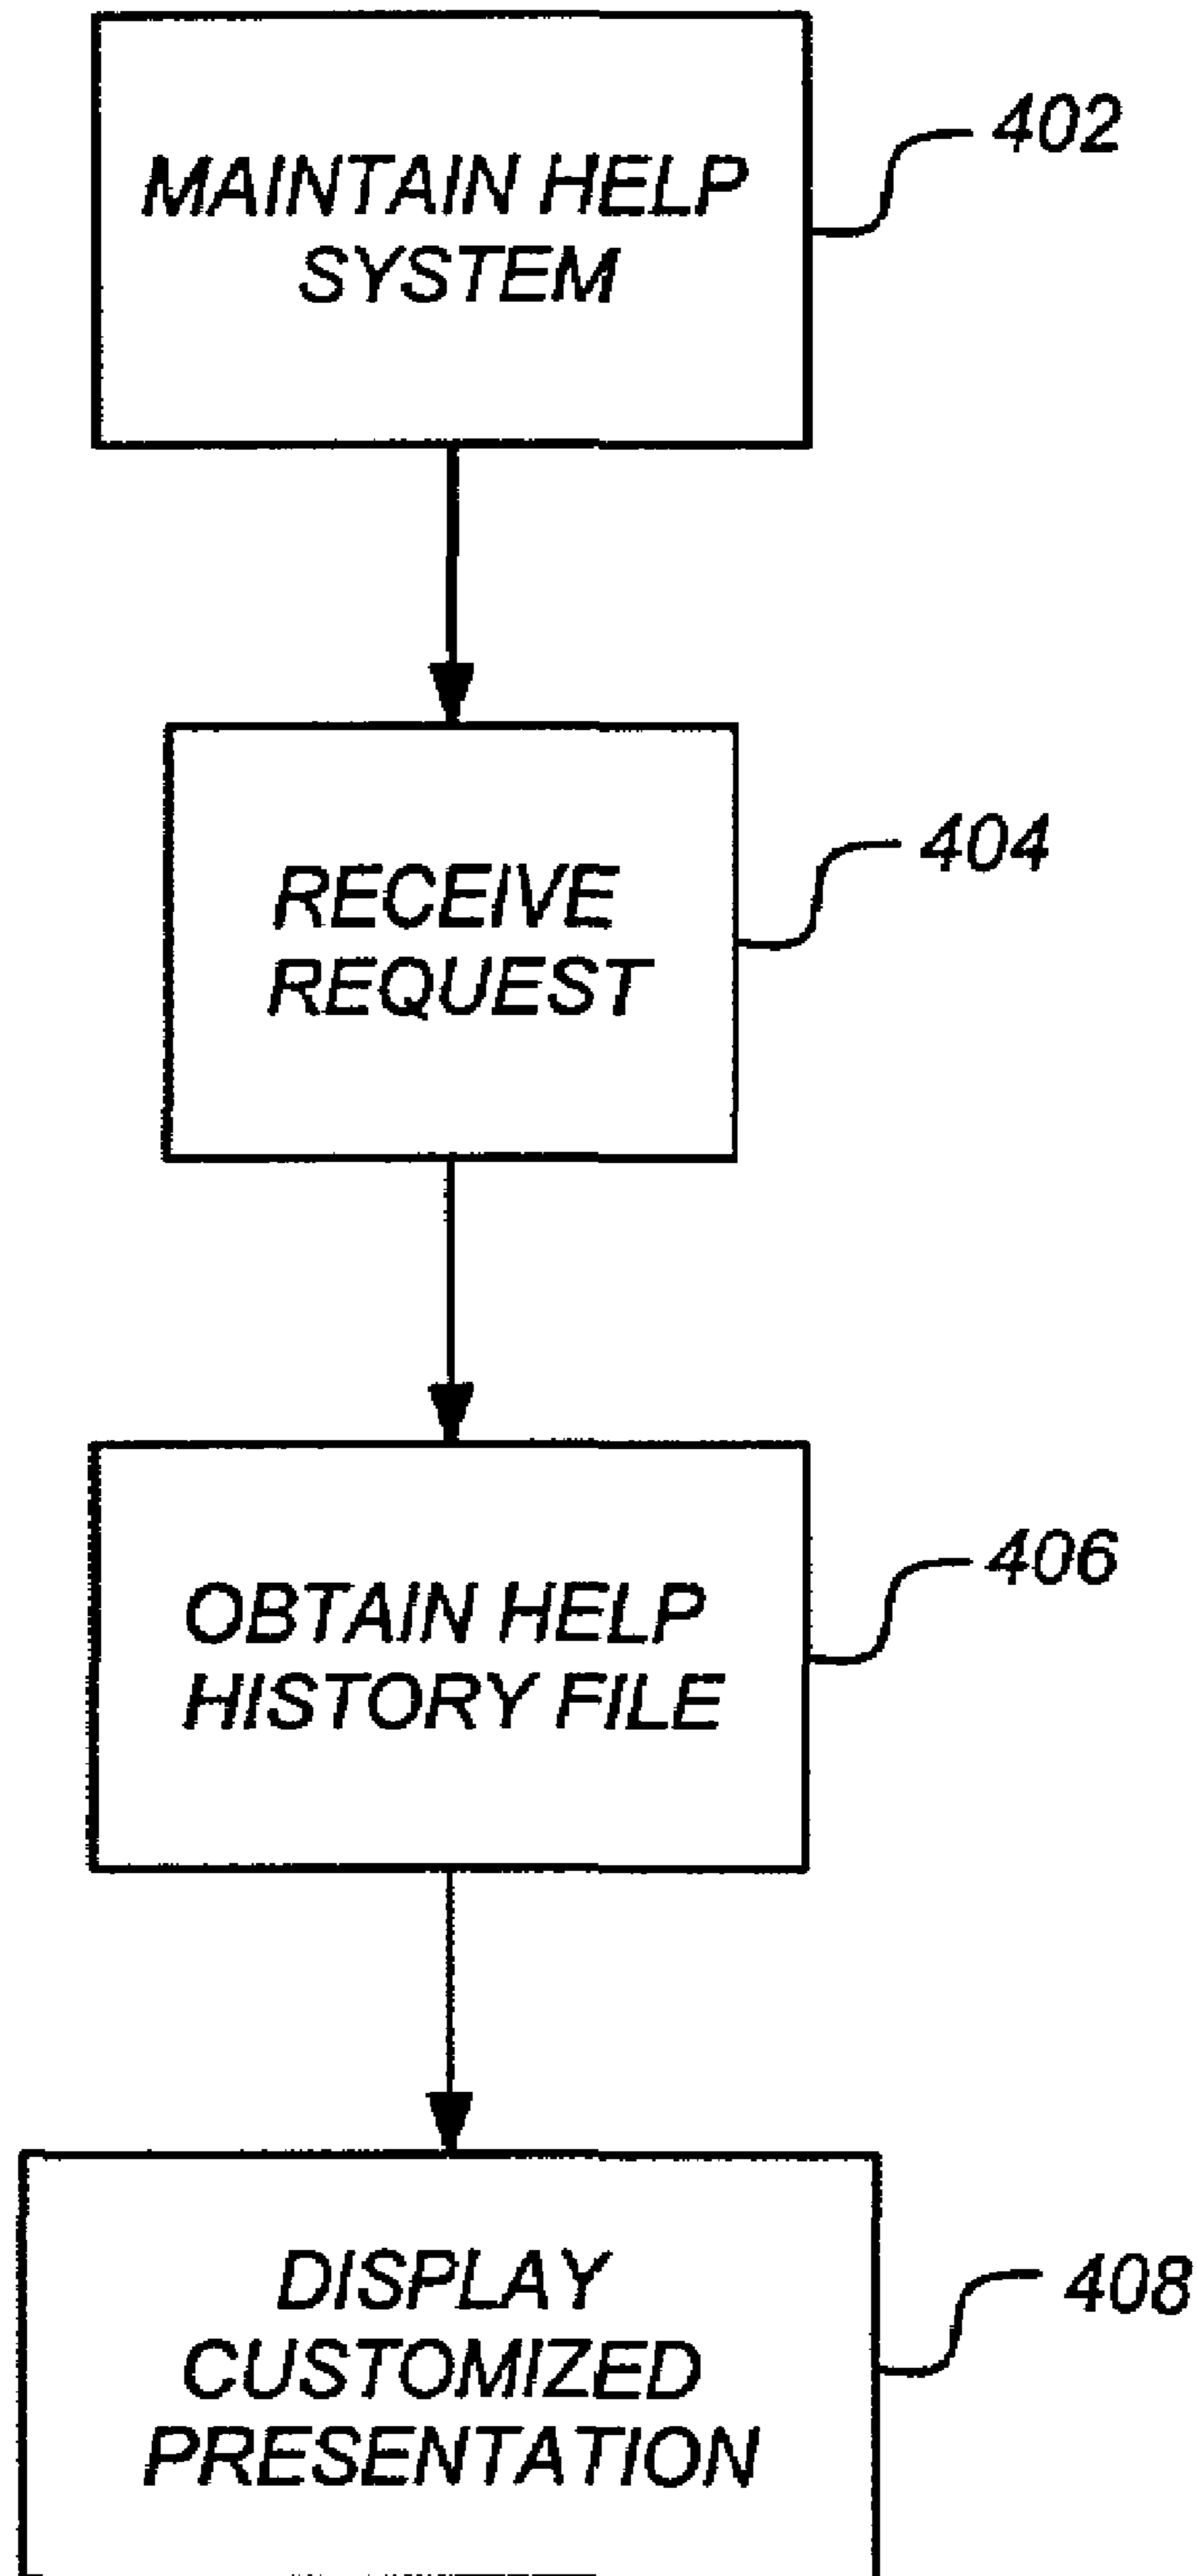 MAINTAIN HELP
SYSTEM
402
RECEIVE
REQUEST
404
OBTAIN HELP
HISTORY FILE
406
DISPLAY
CUSTOMIZED
PRESENTATION
408